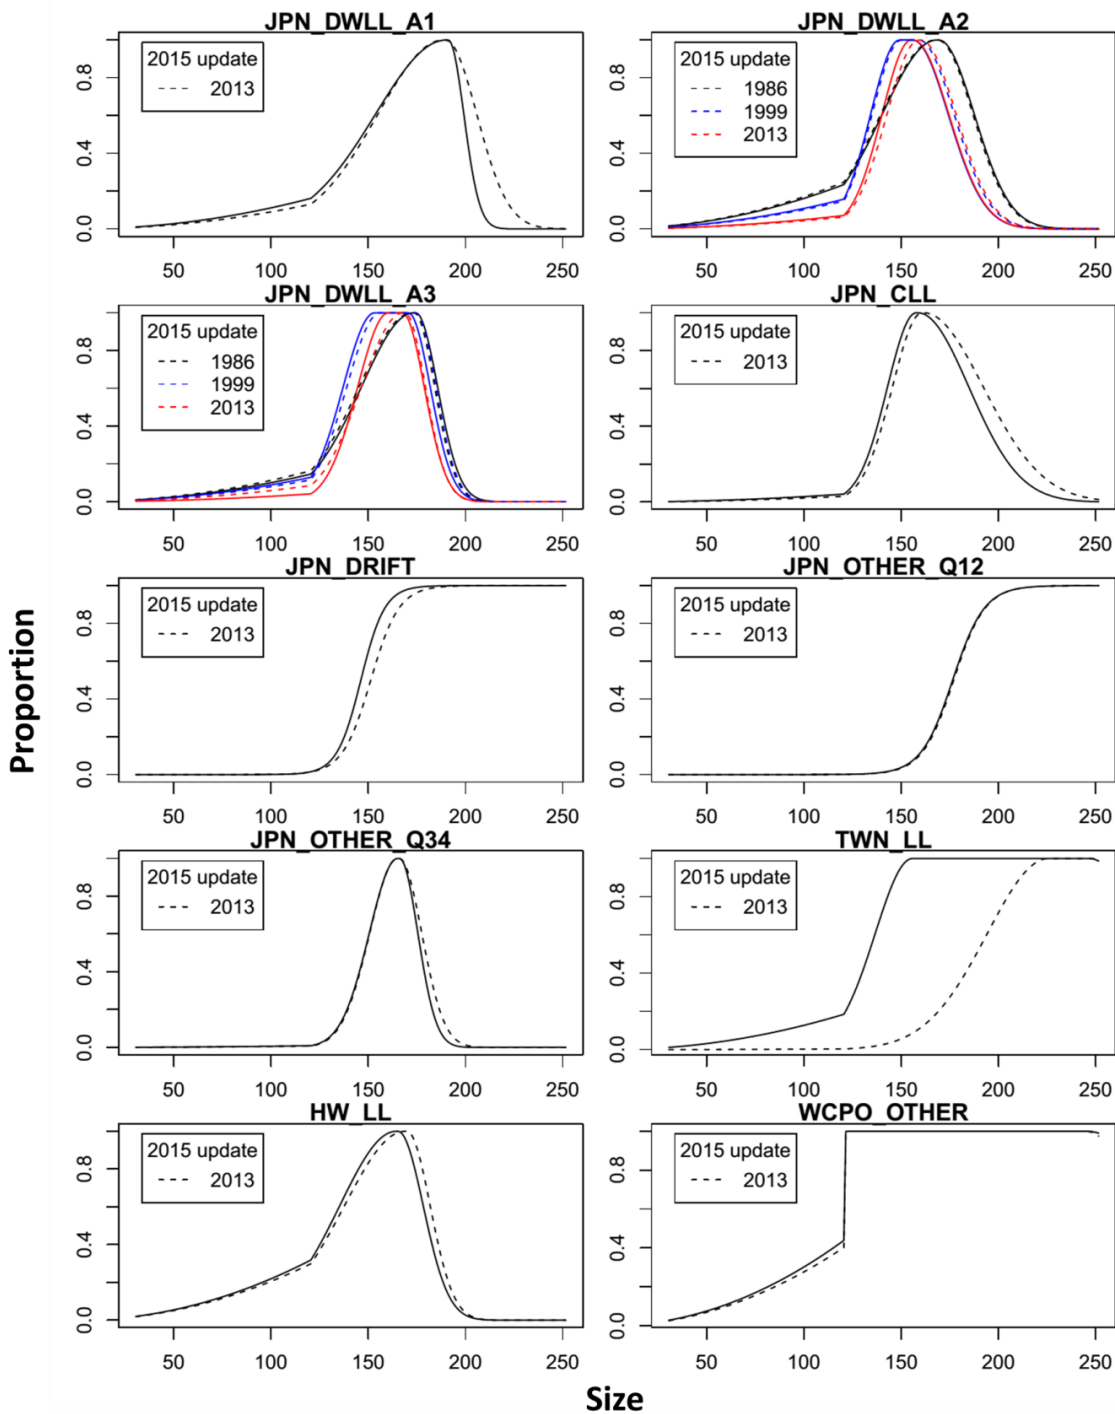 JPN_DWLL_A1
2015 update
2013
0.0 0.4 0.8
50 100 150 200 250
JPN_DWLL_A2
2015 update
1986
1999
2013
0.0 0.4 0.8
50 100 150 200 250
JPN_DWLL_A3
2015 update
1986
1999
2013
0.0 0.4 0.8
50 100 150 200 250
JPN_CLL
2015 update
2013
0.0 0.4 0.8
50 100 150 200 250
JPN_DRIFT
2015 update
2013
0.0 0.4 0.8
50 100 150 200 250
JPN_OTHER_Q12
2015 update
2013
0.0 0.4 0.8
50 100 150 200 250
JPN_OTHER_Q34
2015 update
2013
0.0 0.4 0.8
50 100 150 200 250
TWN_LL
2015 update
2013
0.0 0.4 0.8
50 100 150 200 250
HW_LL
2015 update
2013
0.0 0.4 0.8
50 100 150 200 250
WCPO_OTHER
2015 update
2013
0.0 0.4 0.8
50 100 150 200 250
Proportion
Size